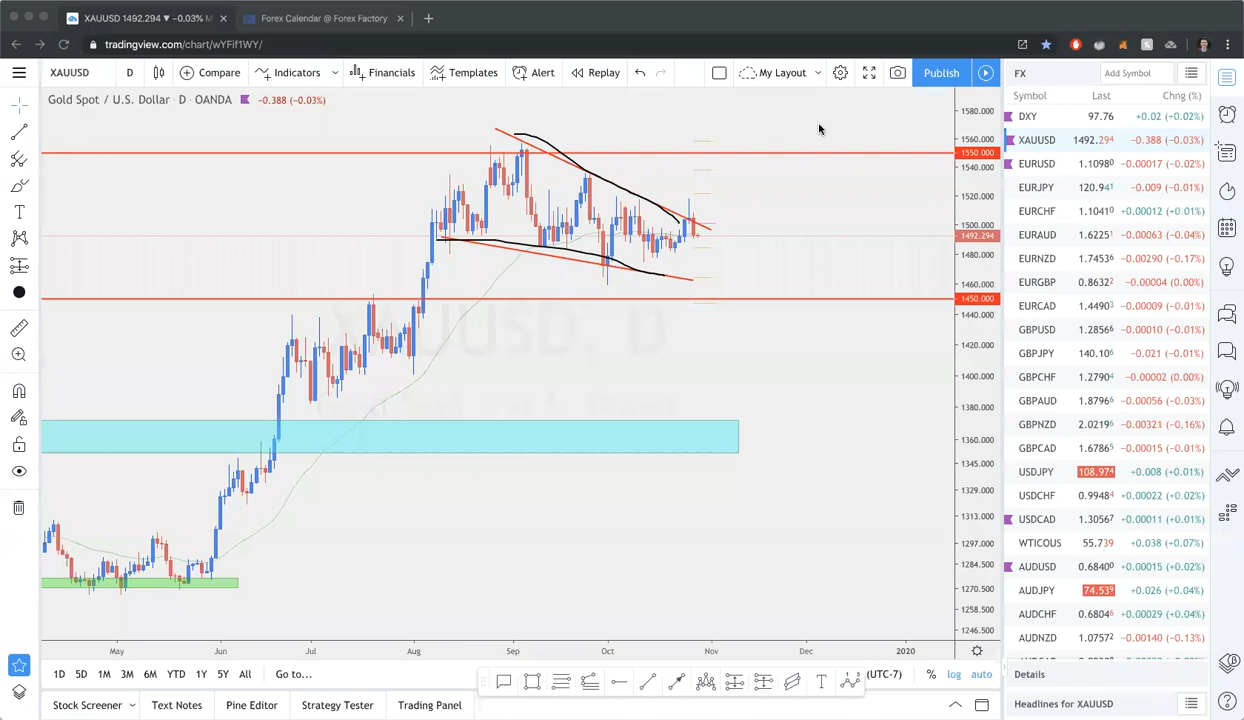 XAUUSD 1492.294 ▼ −0.03% M
Forex Calendar @ Forex Factory
tradingview.com/chart/wYFif1WY/
XAUUSD D Compare Indicators Financials Templates Alert Replay My Layout Publish
Gold Spot / U.S. Dollar · D · OANDA −0.388 (−0.03%)
XAUUSD, D
1580.000
1560.000
1550.000
1540.000
1520.000
1500.000
1492.294
1480.000
1460.000
1450.000
1440.000
1420.000
1400.000
1380.000
1360.000
1345.000
1329.000
1313.000
1297.000
1284.500
1270.500
1258.500
1246.500
May Jun Jul Aug Sep Oct Nov Dec 2020
1D 5D 1M 3M 6M YTD 1Y 5Y All Go to... (UTC-7) % log auto
Stock Screener Text Notes Pine Editor Strategy Tester Trading Panel
FX Add Symbol
Symbol Last Chng (%)
DXY 97.76 +0.02 (+0.02%)
XAUUSD 1492.294 −0.388 (−0.03%)
EURUSD 1.10980 −0.00017 (−0.02%)
EURJPY 120.941 −0.009 (−0.01%)
EURCHF 1.10410 +0.00012 (+0.01%)
EURAUD 1.62251 −0.00063 (−0.04%)
EURNZD 1.74536 −0.00290 (−0.17%)
EURGBP 0.86322 −0.00004 (0.00%)
EURCAD 1.44903 −0.00009 (−0.01%)
GBPUSD 1.28566 −0.00010 (−0.01%)
GBPJPY 140.106 −0.021 (−0.01%)
GBPCHF 1.27904 −0.00002 (0.00%)
GBPAUD 1.87966 −0.00056 (−0.03%)
GBPNZD 2.02196 −0.00321 (−0.16%)
GBPCAD 1.67865 −0.00015 (−0.01%)
USDJPY 108.974 +0.008 (+0.01%)
USDCHF 0.99484 +0.00022 (+0.02%)
USDCAD 1.30567 +0.00011 (+0.01%)
WTICOUS 55.739 +0.038 (+0.07%)
AUDUSD 0.68400 +0.00015 (+0.02%)
AUDJPY 74.539 +0.026 (+0.04%)
AUDCHF 0.68046 +0.00029 (+0.04%)
AUDNZD 1.07572 −0.00140 (−0.13%)
Details
Headlines for XAUUSD